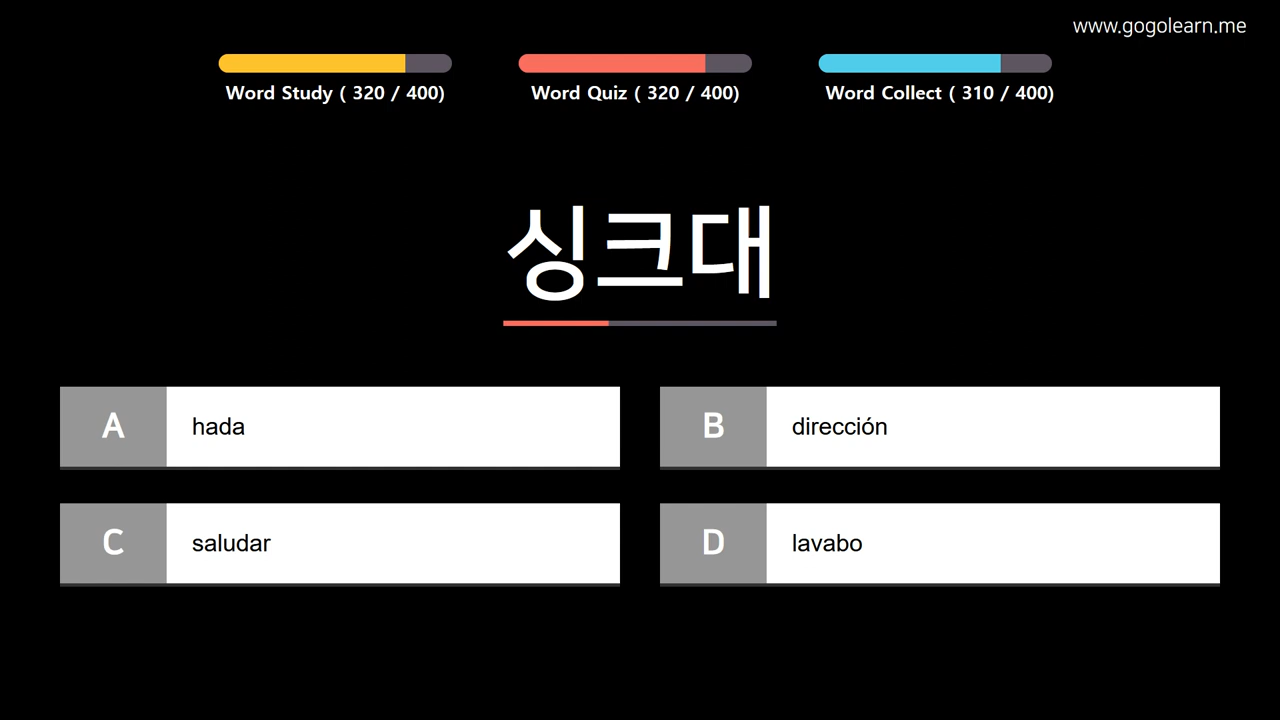 www.gogolearn.me
Word Study ( 320 / 400)
Word Quiz ( 320 / 400)
Word Collect ( 310 / 400)
싱크대
A hada
B dirección
C saludar
D lavabo